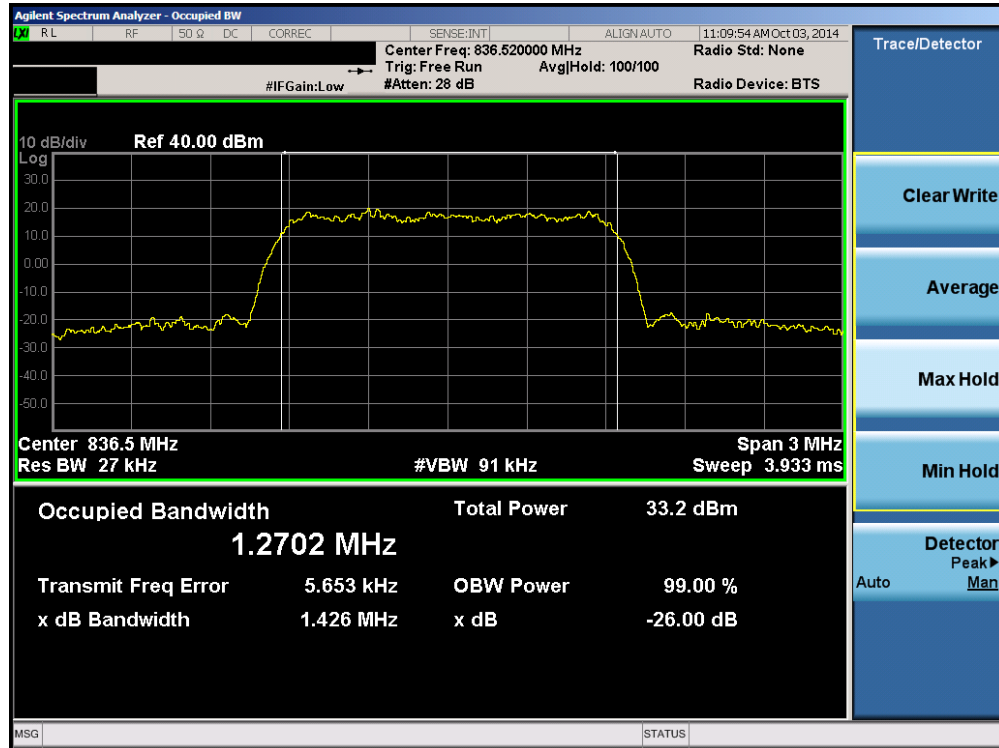 Agilent Spectrum Analyzer - Occupied BW
LXI RL RF 50 Ω DC CORREC SENSE:INT ALIGN AUTO 11:09:54 AM Oct 03, 2014
Center Freq: 836.520000 MHz Radio Std: None
Trig: Free Run Avg|Hold: 100/100
#IFGain:Low #Atten: 28 dB Radio Device: BTS
10 dB/div Ref 40.00 dBm
Log
30.0
20.0
10.0
0.00
-10.0
-20.0
-30.0
-40.0
-50.0
Center 836.5 MHz Span 3 MHz
Res BW 27 kHz #VBW 91 kHz Sweep 3.933 ms
Occupied Bandwidth Total Power 33.2 dBm
1.2702 MHz
Transmit Freq Error 5.653 kHz OBW Power 99.00 %
x dB Bandwidth 1.426 MHz x dB -26.00 dB
Trace/Detector
Clear Write
Average
Max Hold
Min Hold
Detector
Peak▶
Auto Man
MSG STATUS